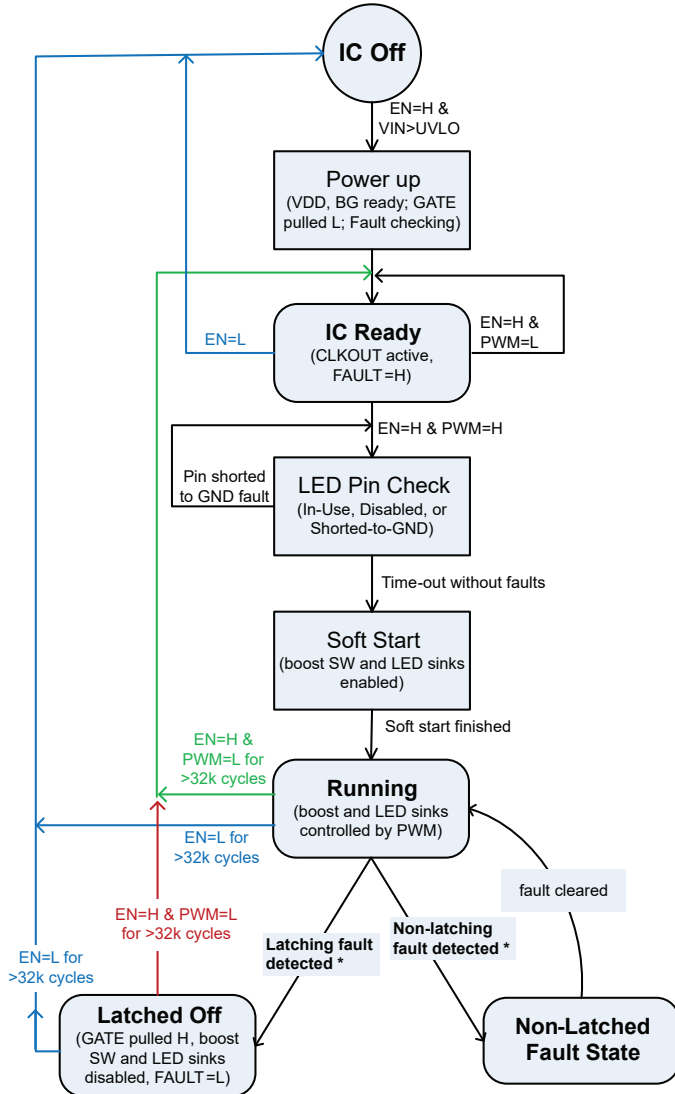 IC Off
EN=H &
VIN>UVLO
Power up
(VDD, BG ready; GATE
pulled L; Fault checking)
IC Ready
(CLKOUT active,
FAULT=H)
EN=L
EN=H &
PWM=L
EN=H & PWM=H
Pin shorted
to GND fault
LED Pin Check
(In-Use, Disabled, or
Shorted-to-GND)
Time-out without faults
Soft Start
(boost SW and LED sinks
enabled)
Soft start finished
EN=H &
PWM=L for
>32k cycles
Running
(boost and LED sinks
controlled by PWM)
EN=L for
>32k cycles
fault cleared
EN=H & PWM=L
for >32k cycles
Latching fault
detected *
Non-latching
fault detected *
EN=L for
>32k cycles
Latched Off
(GATE pulled H, boost
SW and LED sinks
disabled, FAULT=L)
Non-Latched
Fault State